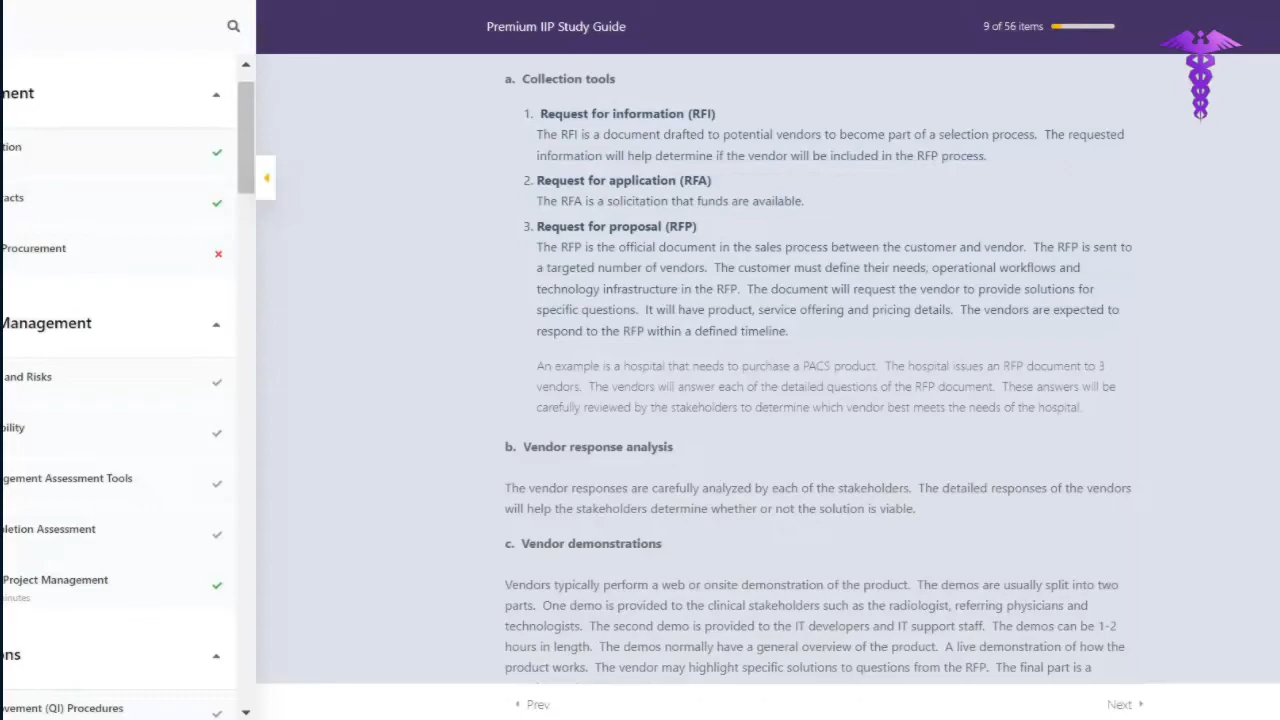 Premium IIP Study Guide
9 of 56 items
ment
tion
acts
Procurement
Management
and Risks
bility
gement Assessment Tools
pletion Assessment
Project Management
minutes
ons
vement (QI) Procedures
a. Collection tools
1. Request for information (RFI)
The RFI is a document drafted to potential vendors to become part of a selection process. The requested
information will help determine if the vendor will be included in the RFP process.
2. Request for application (RFA)
The RFA is a solicitation that funds are available.
3. Request for proposal (RFP)
The RFP is the official document in the sales process between the customer and vendor. The RFP is sent to
a targeted number of vendors. The customer must define their needs, operational workflows and
technology infrastructure in the RFP. The document will request the vendor to provide solutions for
specific questions. It will have product, service offering and pricing details. The vendors are expected to
respond to the RFP within a defined timeline.
An example is a hospital that needs to purchase a PACS product. The hospital issues an RFP document to 3
vendors. The vendors will answer each of the detailed questions of the RFP document. These answers will be
carefully reviewed by the stakeholders to determine which vendor best meets the needs of the hospital.
b. Vendor response analysis
The vendor responses are carefully analyzed by each of the stakeholders. The detailed responses of the vendors
will help the stakeholders determine whether or not the solution is viable.
c. Vendor demonstrations
Vendors typically perform a web or onsite demonstration of the product. The demos are usually split into two
parts. One demo is provided to the clinical stakeholders such as the radiologist, referring physicians and
technologists. The second demo is provided to the IT developers and IT support staff. The demos can be 1-2
hours in length. The demos normally have a general overview of the product. A live demonstration of how the
product works. The vendor may highlight specific solutions to questions from the RFP. The final part is a
Prev
Next